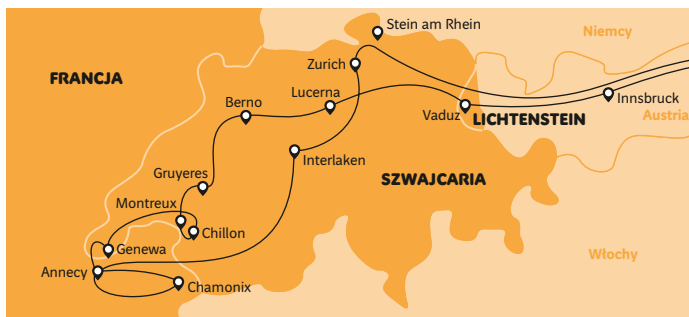 Stein am Rhein
Niemcy
Zurich
FRANCJA
Lucerna
Berno
Innsbruck
Vaduz
LICHTENSTEIN
Austria
Interlaken
Gruyeres
SZWAJCARIA
Montreux
Chillon
Genewa
Włochy
Annecy
Chamonix